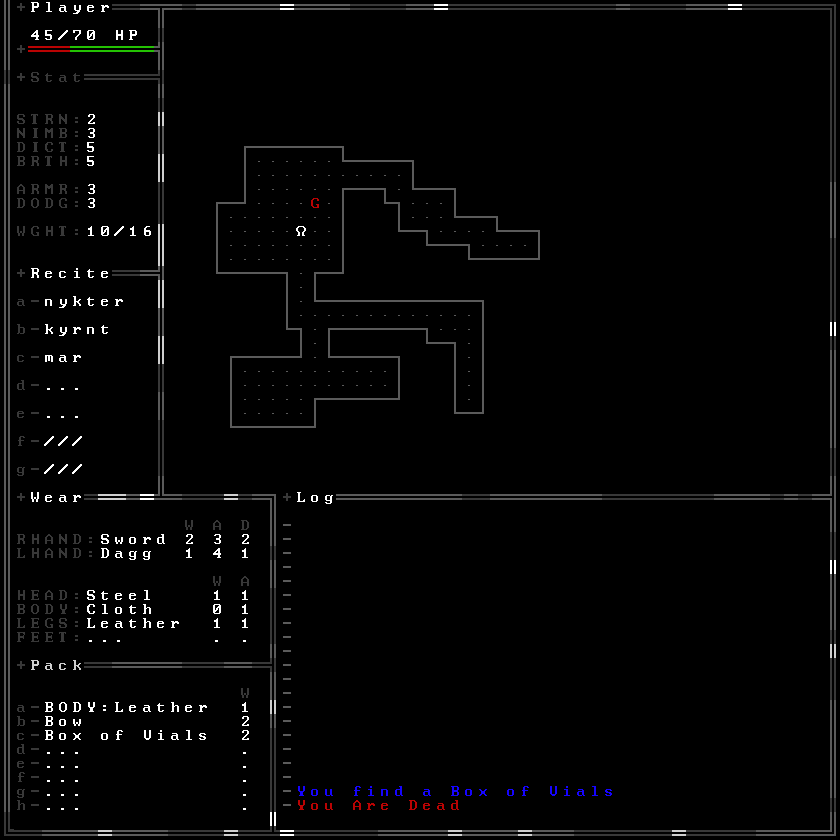 +Player
45/70 HP
+
+Stat
STRN:2
NIMB:3
DICT:5
BRTH:5
ARMR:3
DODG:3
WGHT:10/16
+Recite
a-nykter
b-kyrnt
c-mar
d-...
e-...
f-///
g-///
+Wear
W A D
RHAND:Sword 2 3 2
LHAND:Dagg 1 4 1
W A
HEAD:Steel 1 1
BODY:Cloth 0 1
LEGS:Leather 1 1
FEET:... . .
+Pack
W
a-BODY:Leather 1
b-Bow 2
c-Box of Vials 2
d-... .
e-... .
f-... .
g-... .
h-... .
G
Ω
+Log
-You find a Box of Vials
-You Are Dead